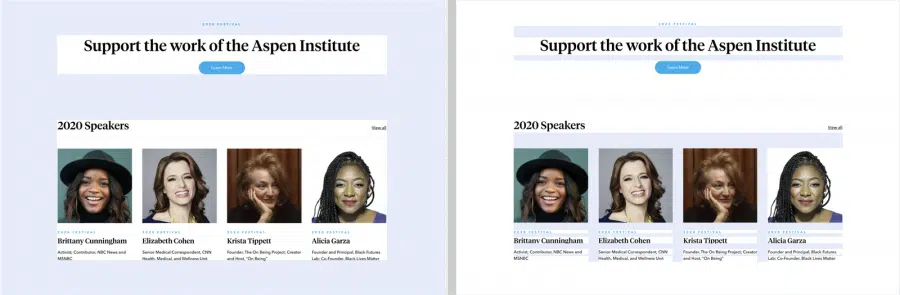 2020 FESTIVAL
Support the work of the Aspen Institute
Learn More
2020 Speakers
View all
2020 FESTIVAL
Brittany Cunningham
Activist; Contributor, NBC News and
MSNBC
2020 FESTIVAL
Elizabeth Cohen
Senior Medical Correspondent, CNN
Health, Medical, and Wellness Unit
2020 FESTIVAL
Krista Tippett
Founder, The On Being Project; Creator
and Host, "On Being"
2020 FESTIVAL
Alicia Garza
Founder and Principal, Black Futures
Lab; Co-Founder, Black Lives Matter
2020 FESTIVAL
Support the work of the Aspen Institute
Learn More
2020 Speakers
View all
2020 FESTIVAL
Brittany Cunningham
Activist; Contributor, NBC News and
MSNBC
2020 FESTIVAL
Elizabeth Cohen
Senior Medical Correspondent, CNN
Health, Medical, and Wellness Unit
2020 FESTIVAL
Krista Tippett
Founder, The On Being Project; Creator
and Host, "On Being"
2020 FESTIVAL
Alicia Garza
Founder and Principal, Black Futures
Lab; Co-Founder, Black Lives Matter